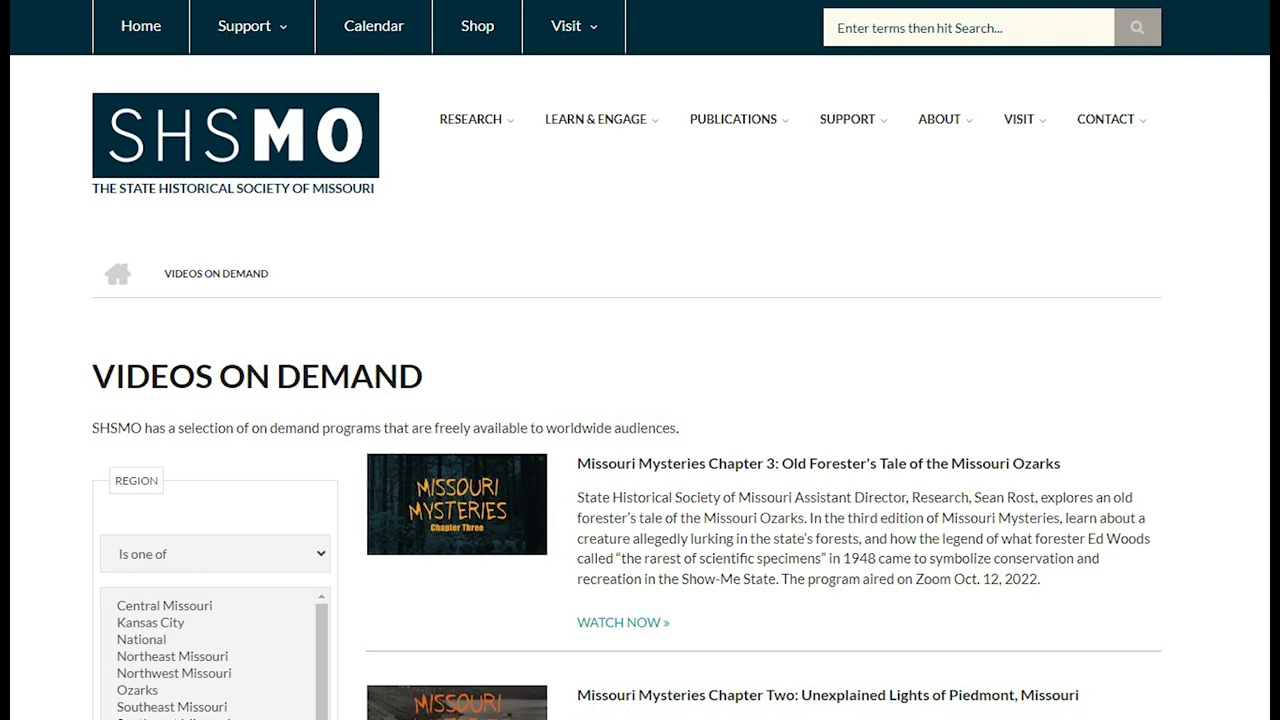 Home Support Calendar Shop Visit Enter terms then hit Search...
SHSMO
THE STATE HISTORICAL SOCIETY OF MISSOURI
RESEARCH LEARN & ENGAGE PUBLICATIONS SUPPORT ABOUT VISIT CONTACT
VIDEOS ON DEMAND
VIDEOS ON DEMAND
SHSMO has a selection of on demand programs that are freely available to worldwide audiences.
REGION
Is one of
Central Missouri
Kansas City
National
Northeast Missouri
Northwest Missouri
Ozarks
Southeast Missouri
MISSOURI
MYSTERIES
Chapter Three
Missouri Mysteries Chapter 3: Old Forester's Tale of the Missouri Ozarks
State Historical Society of Missouri Assistant Director, Research, Sean Rost, explores an old
forester’s tale of the Missouri Ozarks. In the third edition of Missouri Mysteries, learn about a
creature allegedly lurking in the state’s forests, and how the legend of what forester Ed Woods
called “the rarest of scientific specimens” in 1948 came to symbolize conservation and
recreation in the Show-Me State. The program aired on Zoom Oct. 12, 2022.
WATCH NOW »
MISSOURI
Missouri Mysteries Chapter Two: Unexplained Lights of Piedmont, Missouri